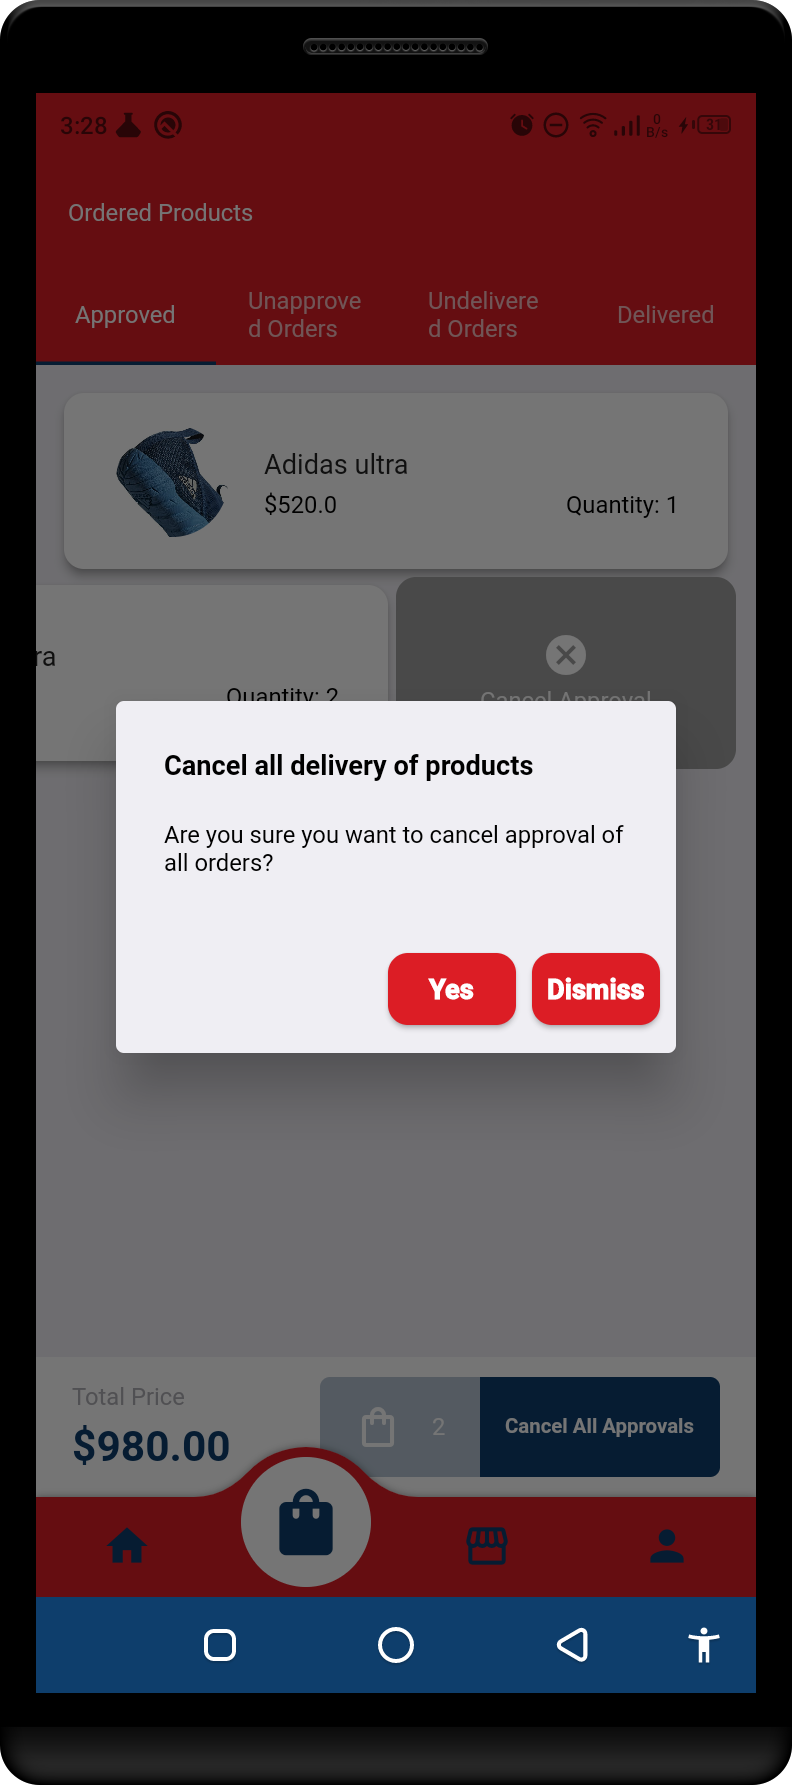 3:28
0
B/s
31
Ordered Products
Approved
Unapprove
d Orders
Undelivere
d Orders
Delivered
Adidas ultra
$520.0
Quantity: 1
ra
Quantity: 2
Cancel Approval
Cancel all delivery of products
Are you sure you want to cancel approval of
all orders?
Yes
Dismiss
Total Price
$980.00
2
Cancel All Approvals